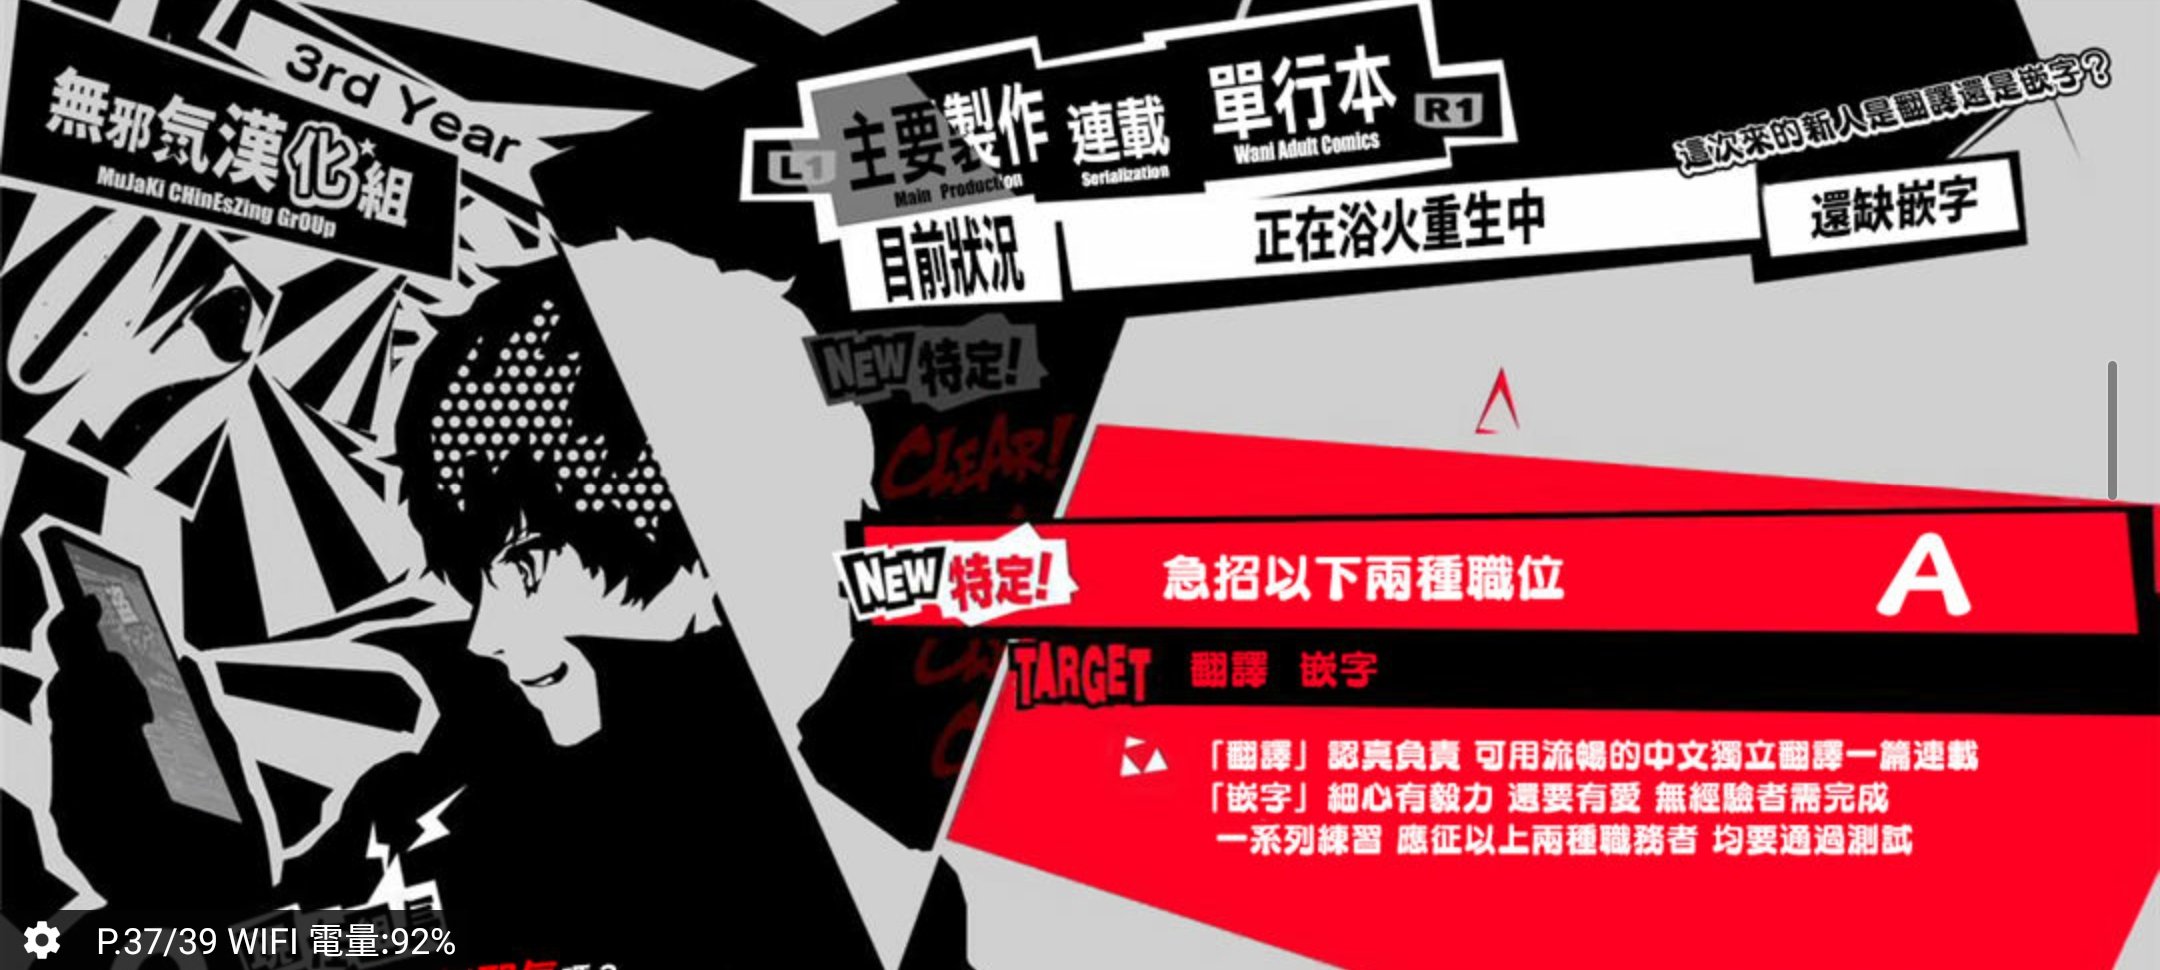 3rd Year
無邪氣漢化組
MuJaKi CHinEsZing GrOUp
L1
主要製作
Main Production
連載
Serialization
單行本
Wani Adult Comics
R1
這次來的新人是翻譯還是嵌字？
目前狀況
正在浴火重生中
還缺嵌字
NEW 特定!
CLEAR!
NEW 特定!
急招以下兩種職位
A
TARGET
翻譯 嵌字
「翻譯」認真負責 可用流暢的中文獨立翻譯一篇連載
「嵌字」細心有毅力 還要有愛 無經驗者需完成
一系列練習 應征以上兩種職務者 均要通過測試
P.37/39 WIFI 電量:92%